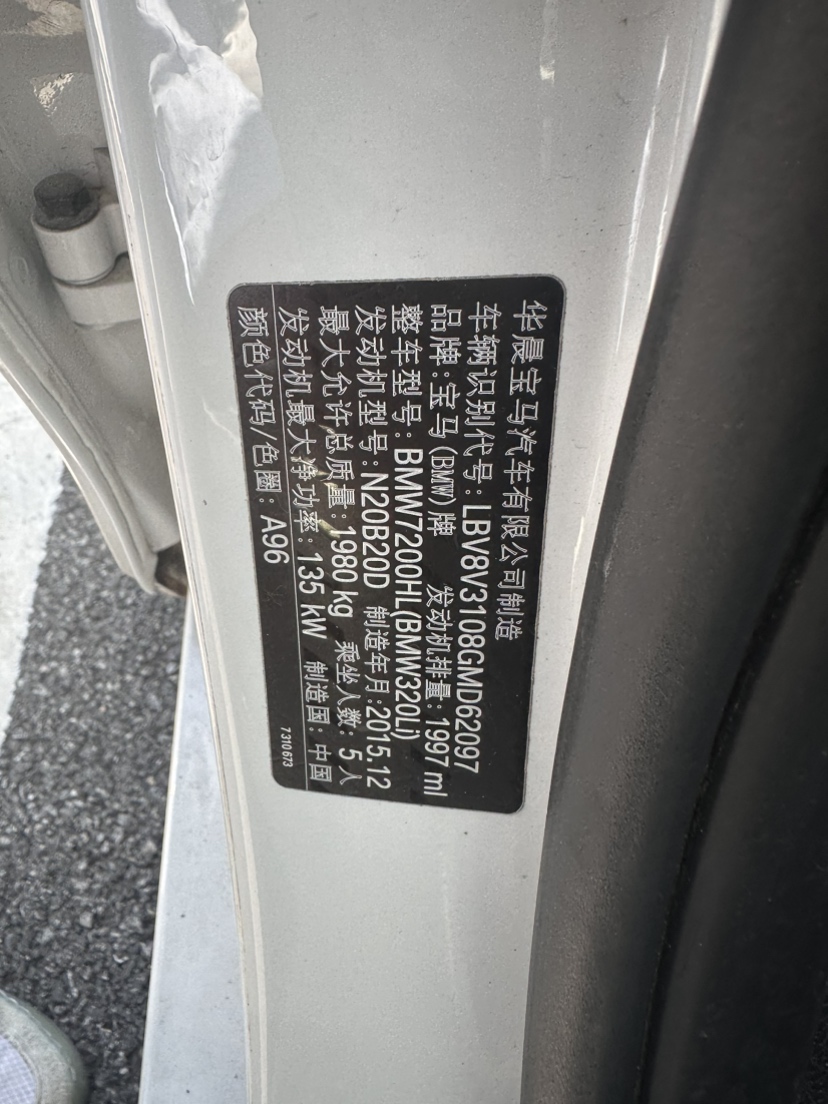 华晨宝马汽车有限公司制造
车辆识别代号:LBV8V3108GMD62097
品牌:宝马(BMW)牌 发动机排量:1997 ml
整车型号:BMW7200HL(BMW320Li)
发动机型号:N20B20D 制造年月:2015.12
最大允许总质量:1980 kg 乘坐人数:5 人
发动机最大净功率:135 kW 制造国:中国
颜色代码/色圈:A96 7 310 673